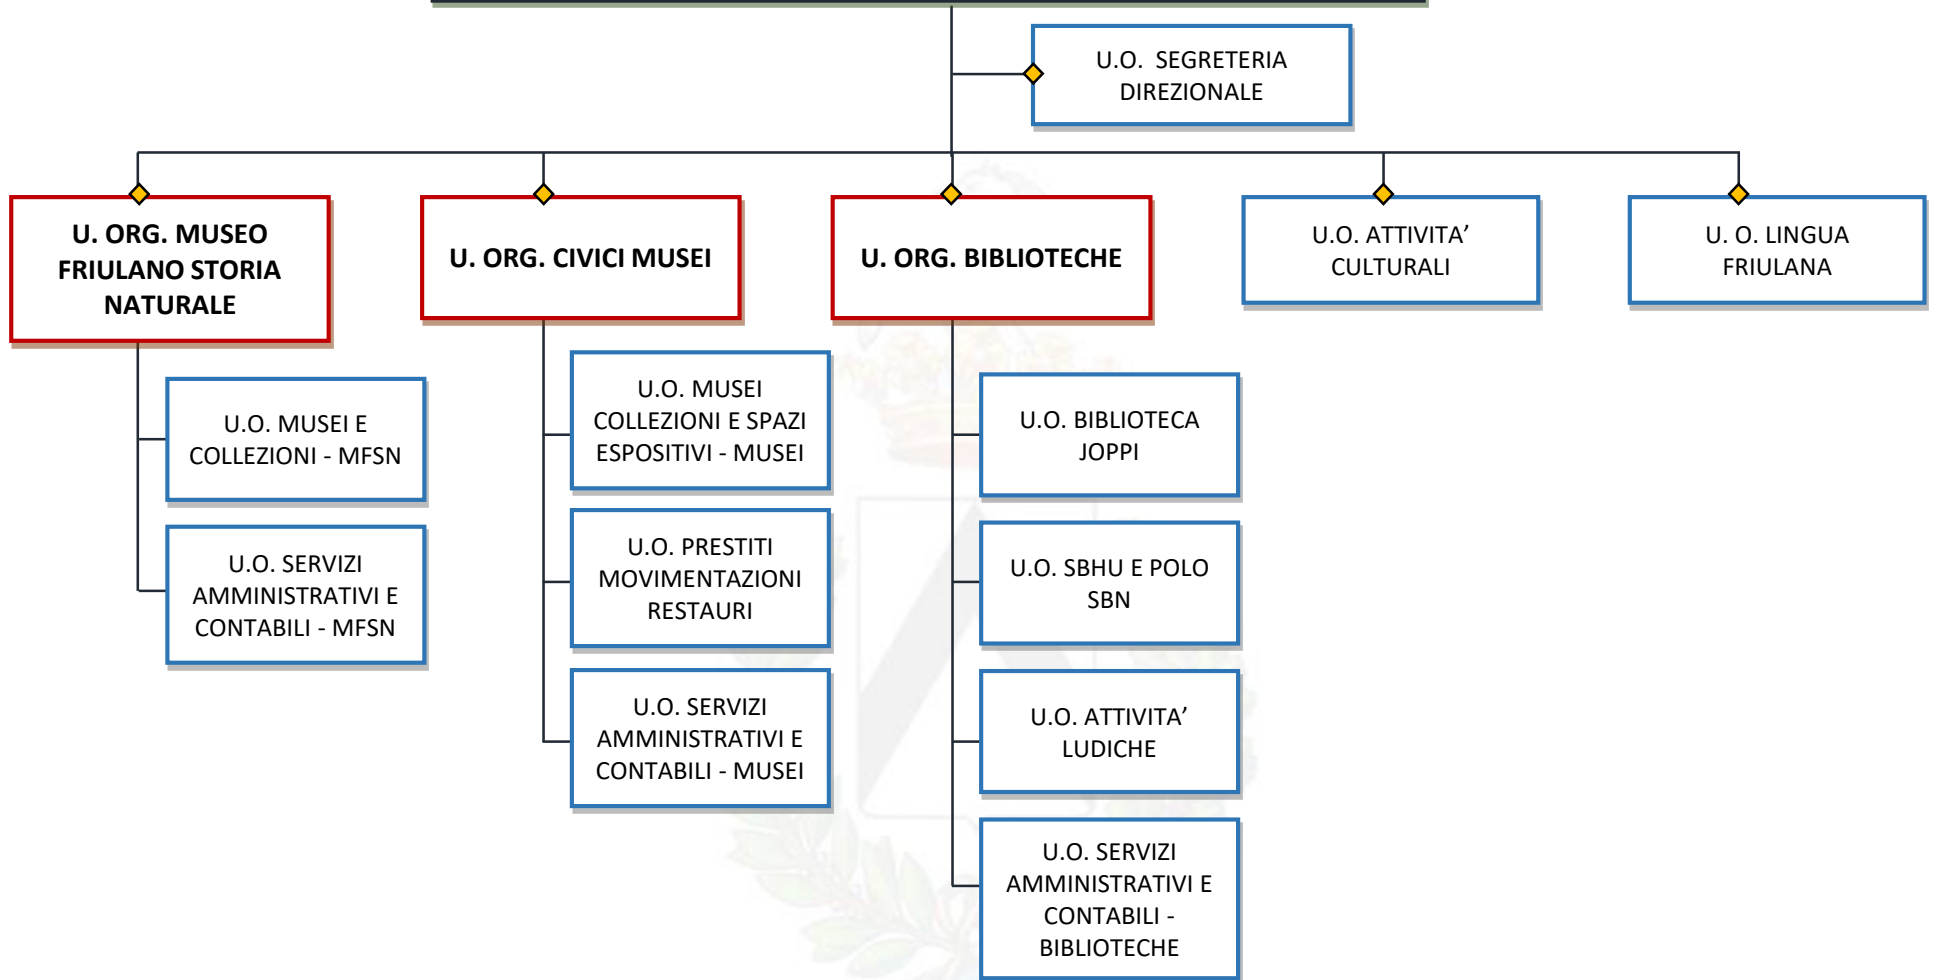 U.O.  SEGRETERIA
DIREZIONALE
U. ORG. MUSEO
FRIULANO STORIA
NATURALE
U. ORG. CIVICI MUSEI
U. ORG. BIBLIOTECHE
U.O. ATTIVITA’
CULTURALI
U. O. LINGUA
FRIULANA
U.O. MUSEI E
COLLEZIONI - MFSN
U.O. SERVIZI
AMMINISTRATIVI E
CONTABILI - MFSN
U.O. MUSEI
COLLEZIONI E SPAZI
ESPOSITIVI - MUSEI
U.O. PRESTITI
MOVIMENTAZIONI
RESTAURI
U.O. SERVIZI
AMMINISTRATIVI E
CONTABILI - MUSEI
U.O. BIBLIOTECA
JOPPI
U.O. SBHU E POLO
SBN
U.O. ATTIVITA’
LUDICHE
U.O. SERVIZI
AMMINISTRATIVI E
CONTABILI -
BIBLIOTECHE